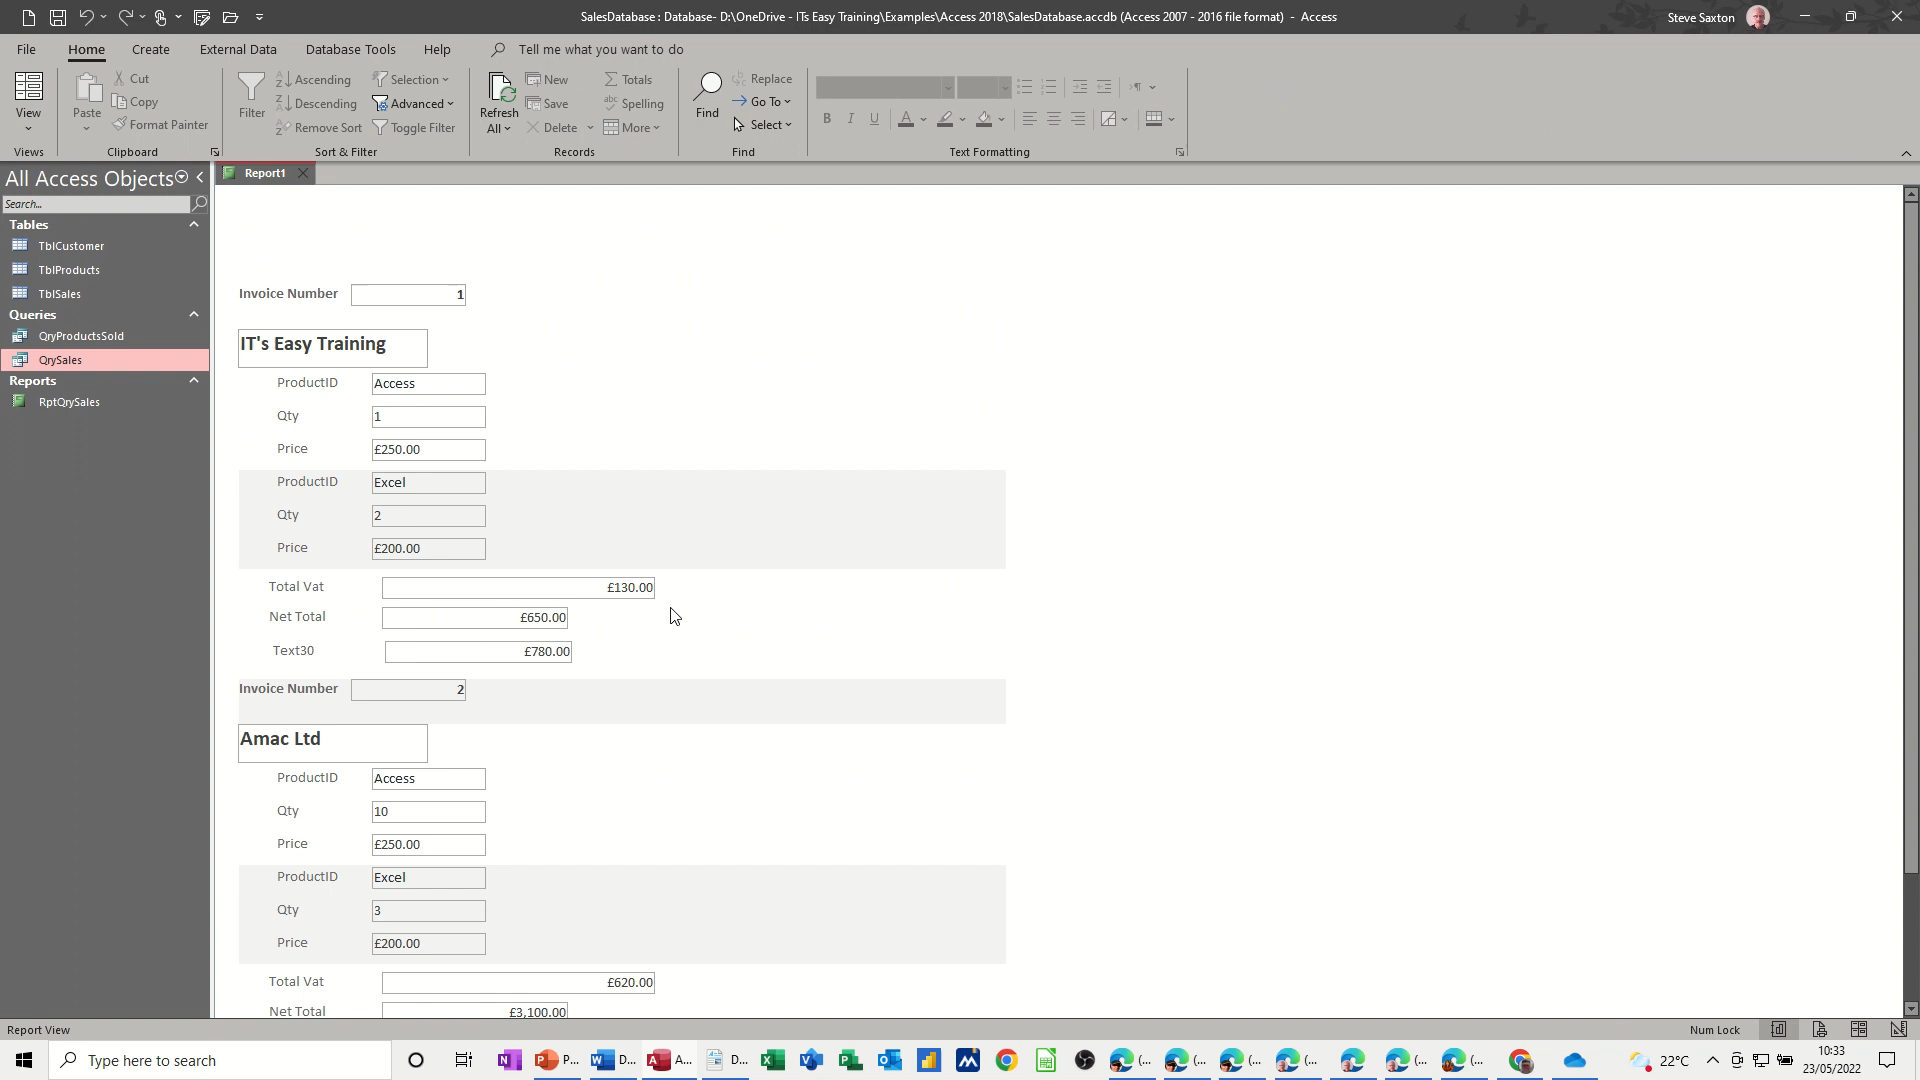 SalesDatabase : Database- D:\OneDrive - ITs Easy Training\Examples\Access 2018\SalesDatabase.accdb (Access 2007 - 2016 file format) - Access
Steve Saxton
File Home Create External Data Database Tools Help Tell me what you want to do
View
Views
Paste
Cut
Copy
Format Painter
Clipboard
Filter
Ascending
Descending
Remove Sort
Selection
Advanced
Toggle Filter
Sort & Filter
Refresh
All
New
Save
Delete
Totals
Spelling
More
Records
Find
Replace
Go To
Select
Find
B I U A
Text Formatting
All Access Objects
Search...
Tables
TblCustomer
TblProducts
TblSales
Queries
QryProductsSold
QrySales
Reports
RptQrySales
Report1
Invoice Number 1
IT's Easy Training
ProductID Access
Qty 1
Price £250.00
ProductID Excel
Qty 2
Price £200.00
Total Vat £130.00
Net Total £650.00
Text30 £780.00
Invoice Number 2
Amac Ltd
ProductID Access
Qty 10
Price £250.00
ProductID Excel
Qty 3
Price £200.00
Total Vat £620.00
Net Total £3,100.00
Report View
Num Lock
Type here to search
P...
D...
A...
D...
(...
(...
(...
(...
(...
(...
22°C
10:33
23/05/2022